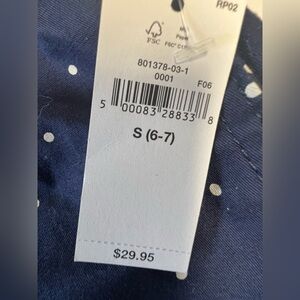 RP02
FSC
801378-03-1
0001
F06
5 00083 28833 8
S (6-7)
$29.95